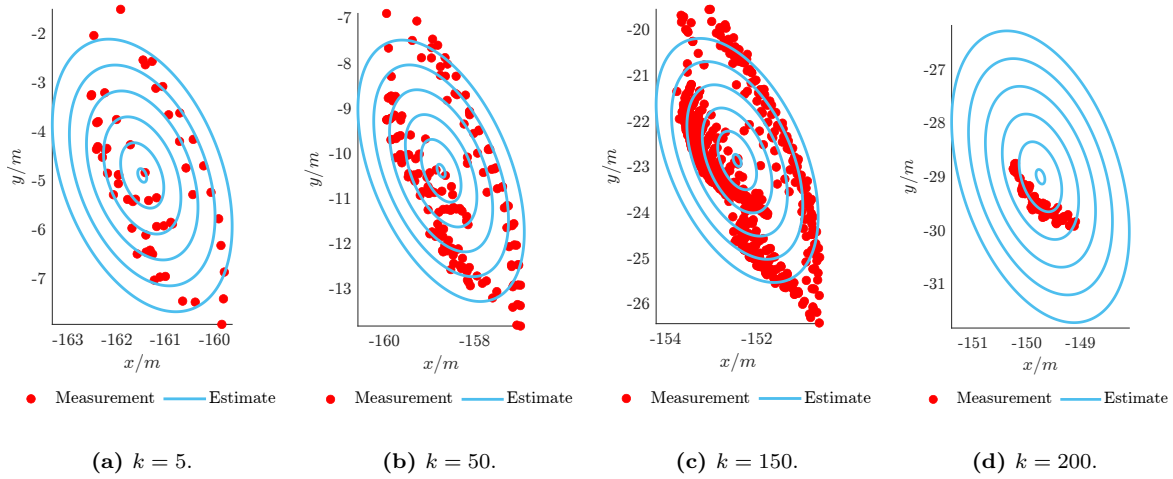 -2
-3
-4
-5
-6
-7
y/m
-163 -162 -161 -160
x/m
Measurement Estimate
(a) k = 5.
-7
-8
-9
-10
-11
-12
-13
y/m
-160 -158
x/m
Measurement Estimate
(b) k = 50.
-20
-21
-22
-23
-24
-25
-26
y/m
-154 -152
x/m
Measurement Estimate
(c) k = 150.
-27
-28
-29
-30
-31
y/m
-151 -150 -149
x/m
Measurement Estimate
(d) k = 200.